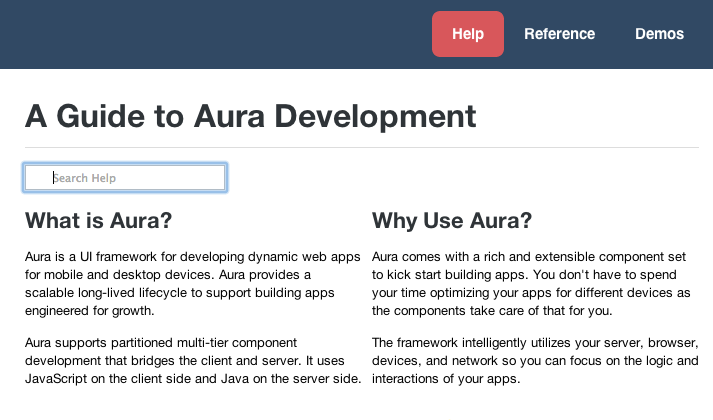 Help Reference Demos
A Guide to Aura Development
Search Help
What is Aura?
Aura is a UI framework for developing dynamic web apps
for mobile and desktop devices. Aura provides a
scalable long-lived lifecycle to support building apps
engineered for growth.
Aura supports partitioned multi-tier component
development that bridges the client and server. It uses
JavaScript on the client side and Java on the server side.
Why Use Aura?
Aura comes with a rich and extensible component set
to kick start building apps. You don't have to spend
your time optimizing your apps for different devices as
the components take care of that for you.
The framework intelligently utilizes your server, browser,
devices, and network so you can focus on the logic and
interactions of your apps.